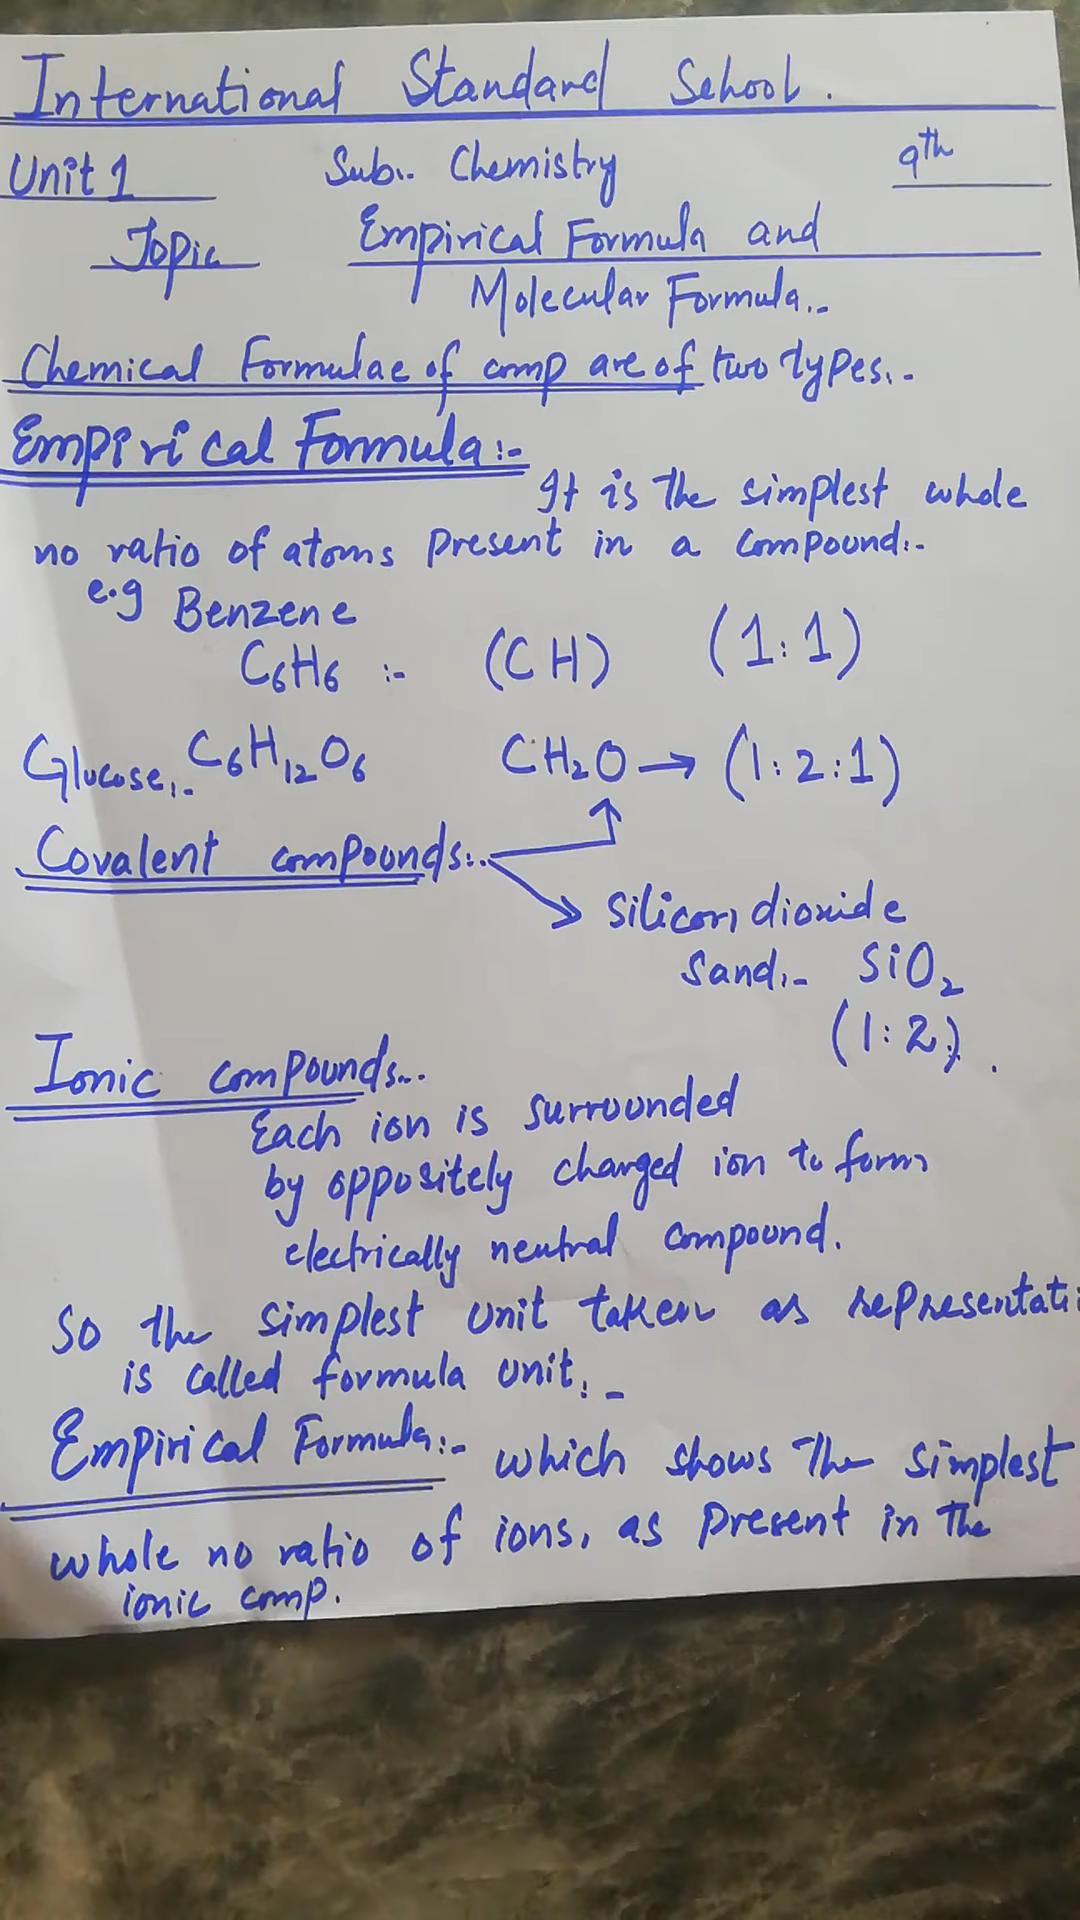 International Standard School.
Unit 1 Sub.. Chemistry 9th
Topic Empirical Formula and
Molecular Formula..
Chemical Formulae of comp are of two types..
Empirical Formula:-
It is the simplest whole
no ratio of atoms present in a compound..
e.g Benzene
C₆H₆ :- (CH) (1:1)
Glucose.. C₆H₁₂O₆ CH₂O → (1:2:1)
Covalent compounds..
Silicon dioxide
Sand.- SiO₂
(1:2).
Ionic compounds..
Each ion is surrounded
by oppositely charged ion to form
electrically neutral compound.
So the simplest unit taken as representati
is called formula unit.-
Empirical Formula:- which shows the simplest
whole no ratio of ions, as present in the
ionic comp.